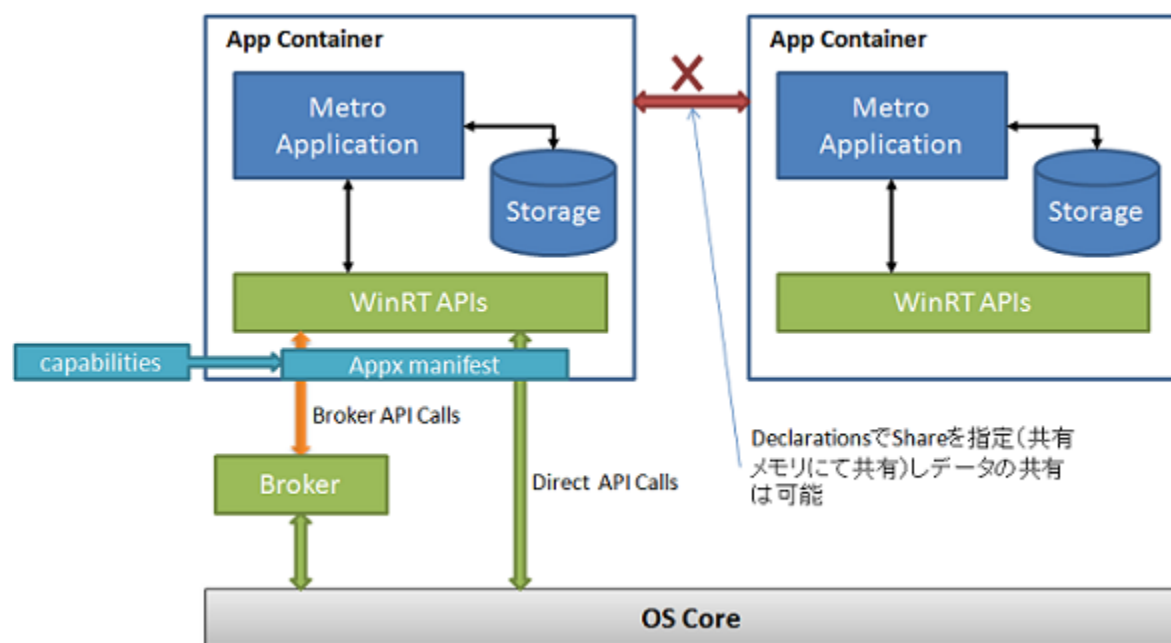 App Container
Metro
Application
Storage
WinRT APIs
capabilities
Appx manifest
Broker API Calls
Broker
Direct API Calls
App Container
Metro
Application
Storage
WinRT APIs
DeclarationsでShareを指定(共有
メモリにて共有)しデータの共有
は可能
OS Core